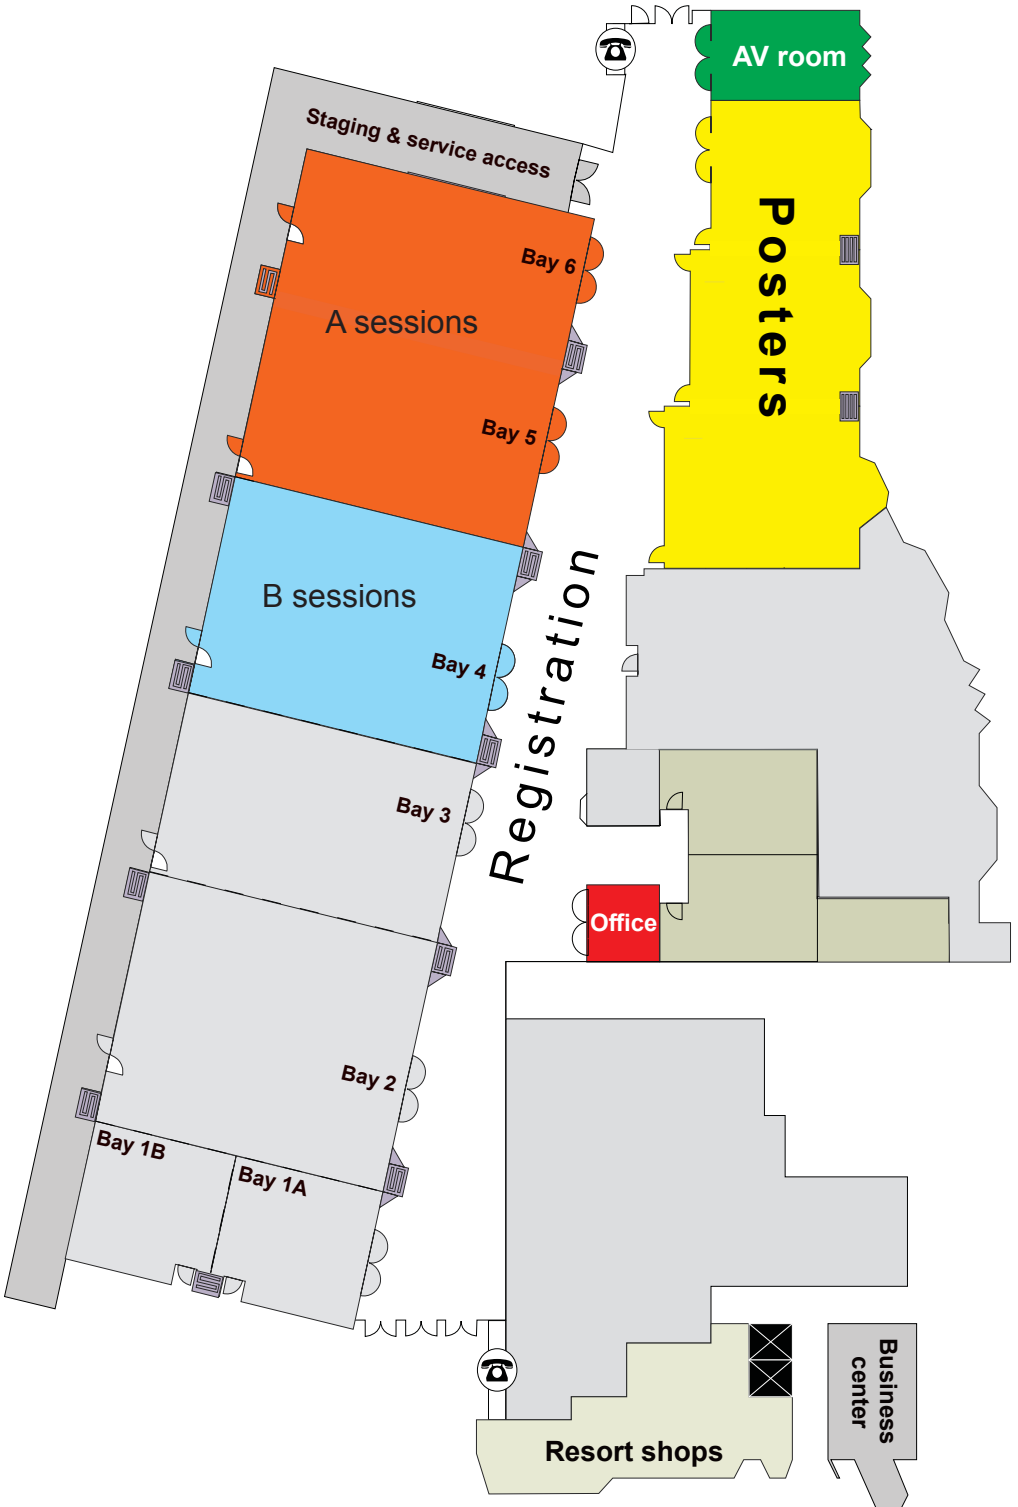 AV room
Staging & service access
Posters
Bay 6
A sessions
Bay 5
B sessions
Bay 4
Registration
Bay 3
Office
Bay 2
Bay 1B
Bay 1A
Business
center
Resort shops